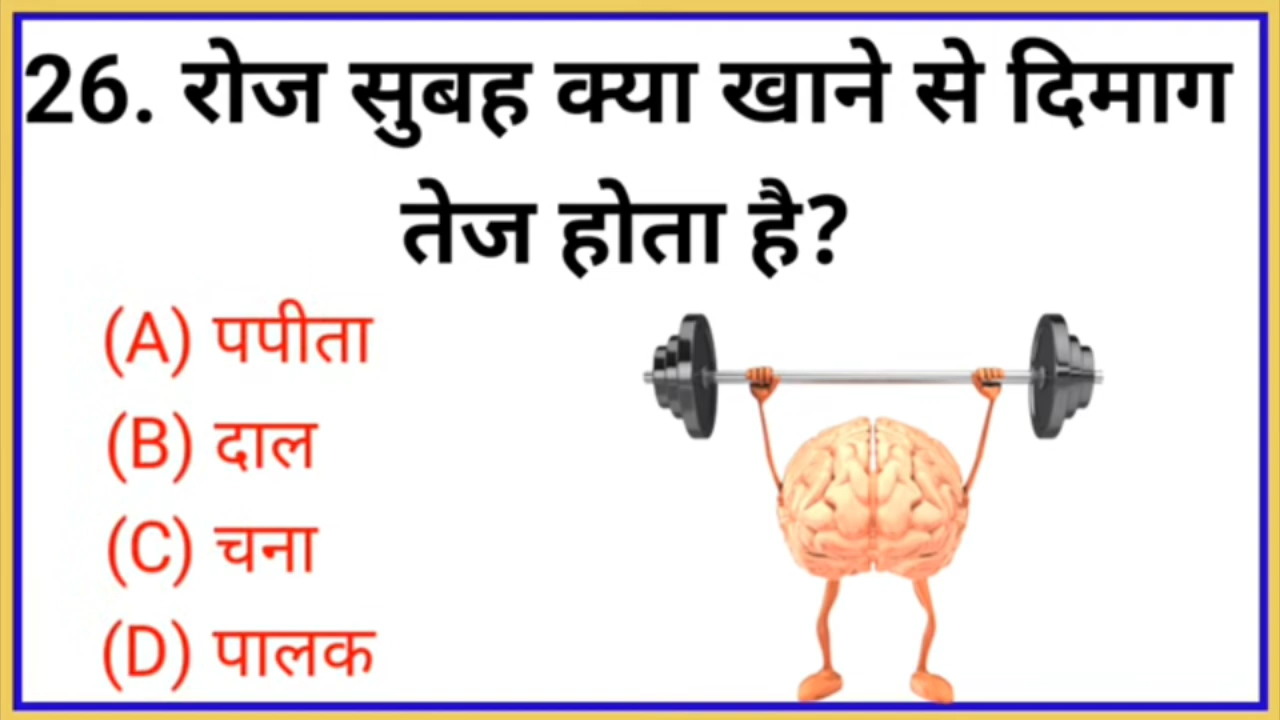 26. रोज सुबह क्या खाने से दिमाग
तेज होता है?
(A) पपीता
(B) दाल
(C) चना
(D) पालक